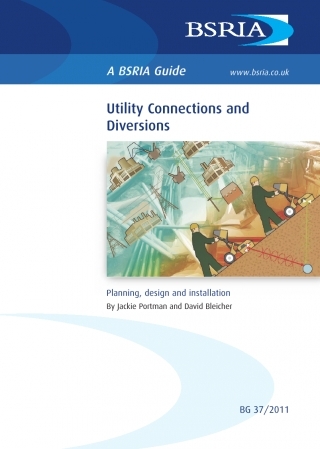 BSRIA
A BSRIA Guide www.bsria.co.uk
Utility Connections and
Diversions
Planning, design and installation
By Jackie Portman and David Bleicher
BG 37/2011